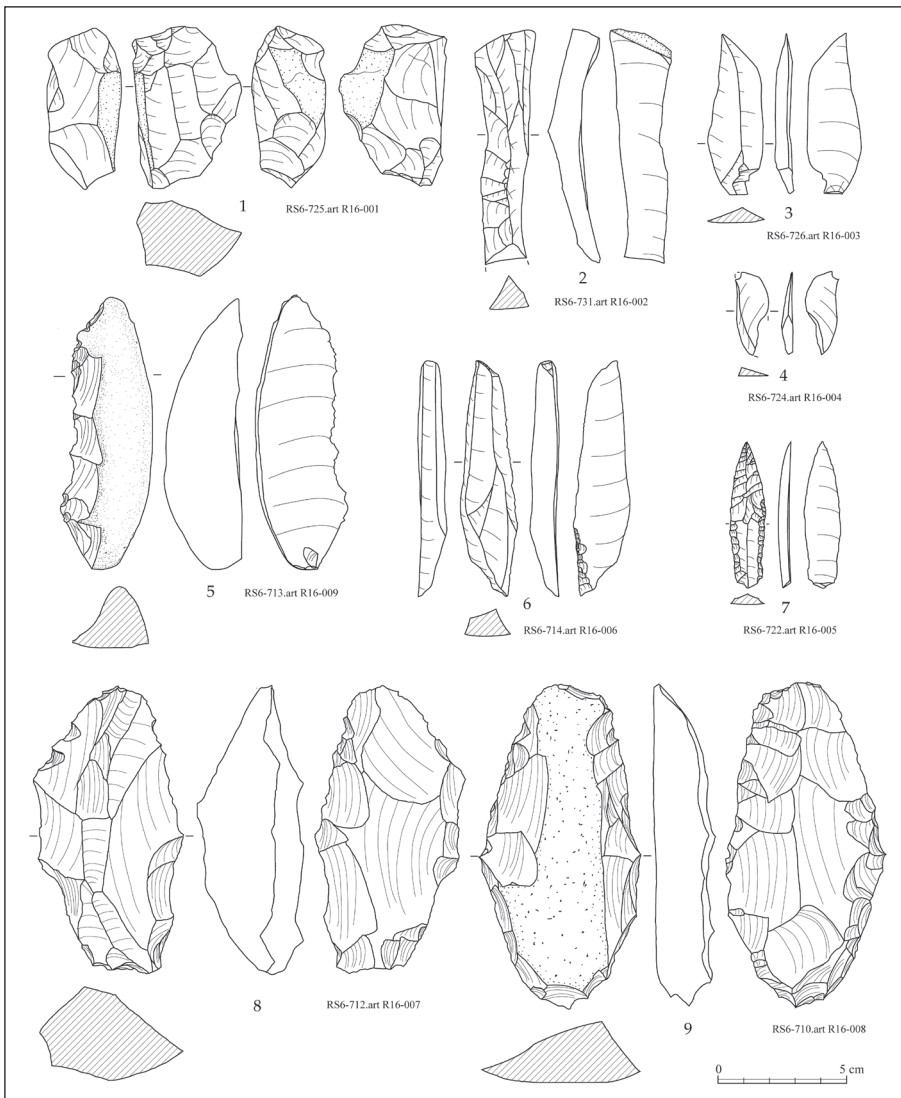 1
RS6-725.art R16-001
2
RS6-731.art R16-002
3
RS6-726.art R16-003
4
RS6-724.art R16-004
5
RS6-713.art R16-009
6
RS6-714.art R16-006
7
RS6-722.art R16-005
8
RS6-712.art R16-007
9
RS6-710.art R16-008
0 5 cm